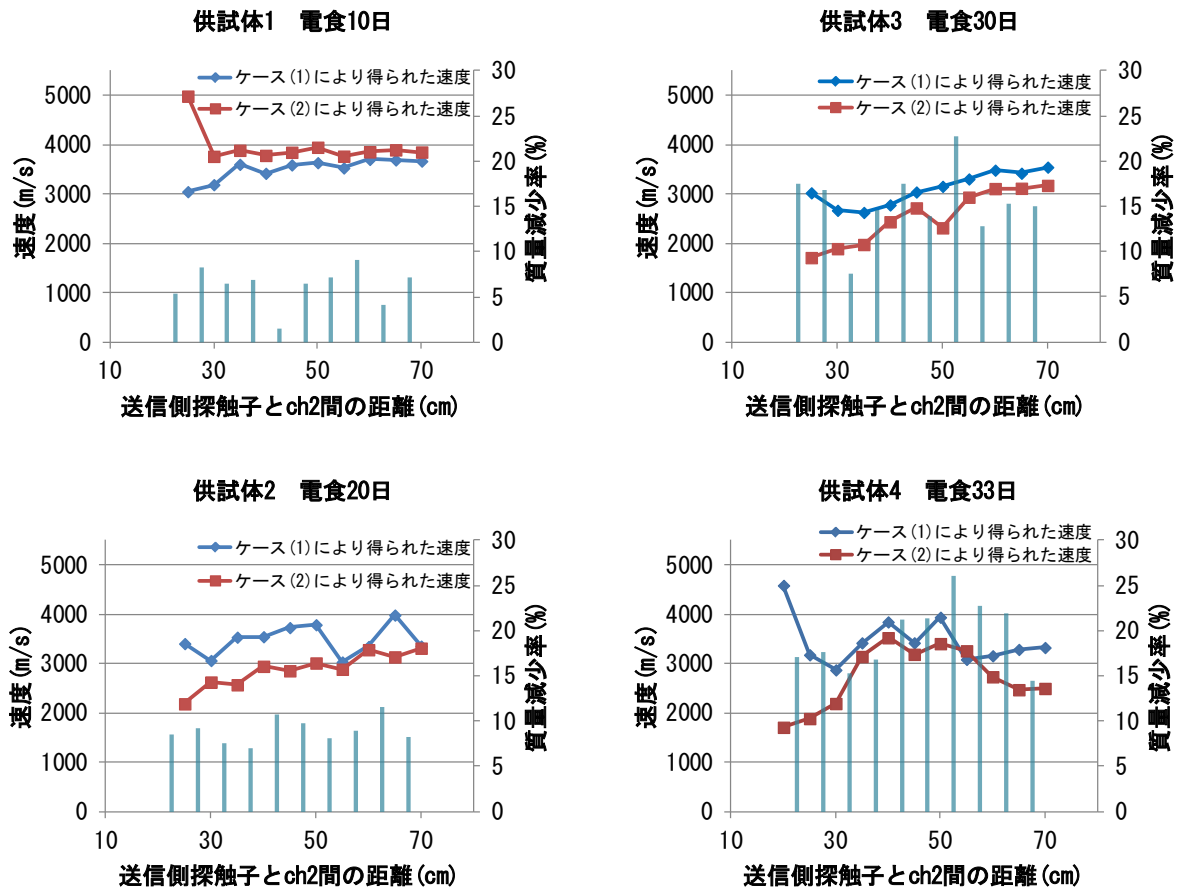 供試体1　電食10日
ケース(1)により得られた速度
ケース(2)により得られた速度
速度(m/s)
5000
4000
3000
2000
1000
0
30
25
20
15
10
5
0
質量減少率(%)
10 30 50 70
送信側探触子とch2間の距離(cm)
供試体3　電食30日
ケース(1)により得られた速度
ケース(2)により得られた速度
速度(m/s)
5000
4000
3000
2000
1000
0
30
25
20
15
10
5
0
質量減少率(%)
10 30 50 70
送信側探触子とch2間の距離(cm)
供試体2　電食20日
ケース(1)により得られた速度
ケース(2)により得られた速度
速度(m/s)
5000
4000
3000
2000
1000
0
30
25
20
15
10
5
0
質量減少率(%)
10 30 50 70
送信側探触子とch2間の距離(cm)
供試体4　電食33日
ケース(1)により得られた速度
ケース(2)により得られた速度
速度(m/s)
5000
4000
3000
2000
1000
0
30
25
20
15
10
5
0
質量減少率(%)
10 30 50 70
送信側探触子とch2間の距離(cm)